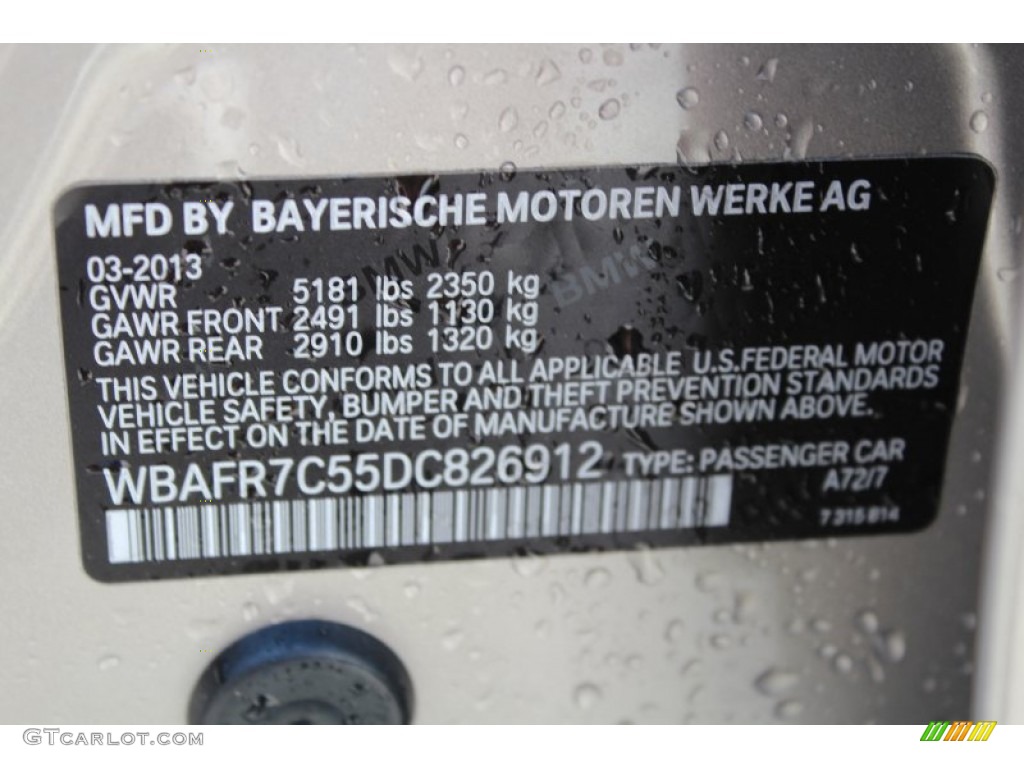 MFD BY BAYERISCHE MOTOREN WERKE AG
03-2013
GVWR 5181 lbs 2350 kg
GAWR FRONT 2491 lbs 1130 kg
GAWR REAR 2910 lbs 1320 kg
THIS VEHICLE CONFORMS TO ALL APPLICABLE U.S.FEDERAL MOTOR
VEHICLE SAFETY, BUMPER AND THEFT PREVENTION STANDARDS
IN EFFECT ON THE DATE OF MANUFACTURE SHOWN ABOVE.
WBAFR7C55DC826912 TYPE: PASSENGER CAR
A72/7
7 315 814
BMW BMW
GTCarLot.com